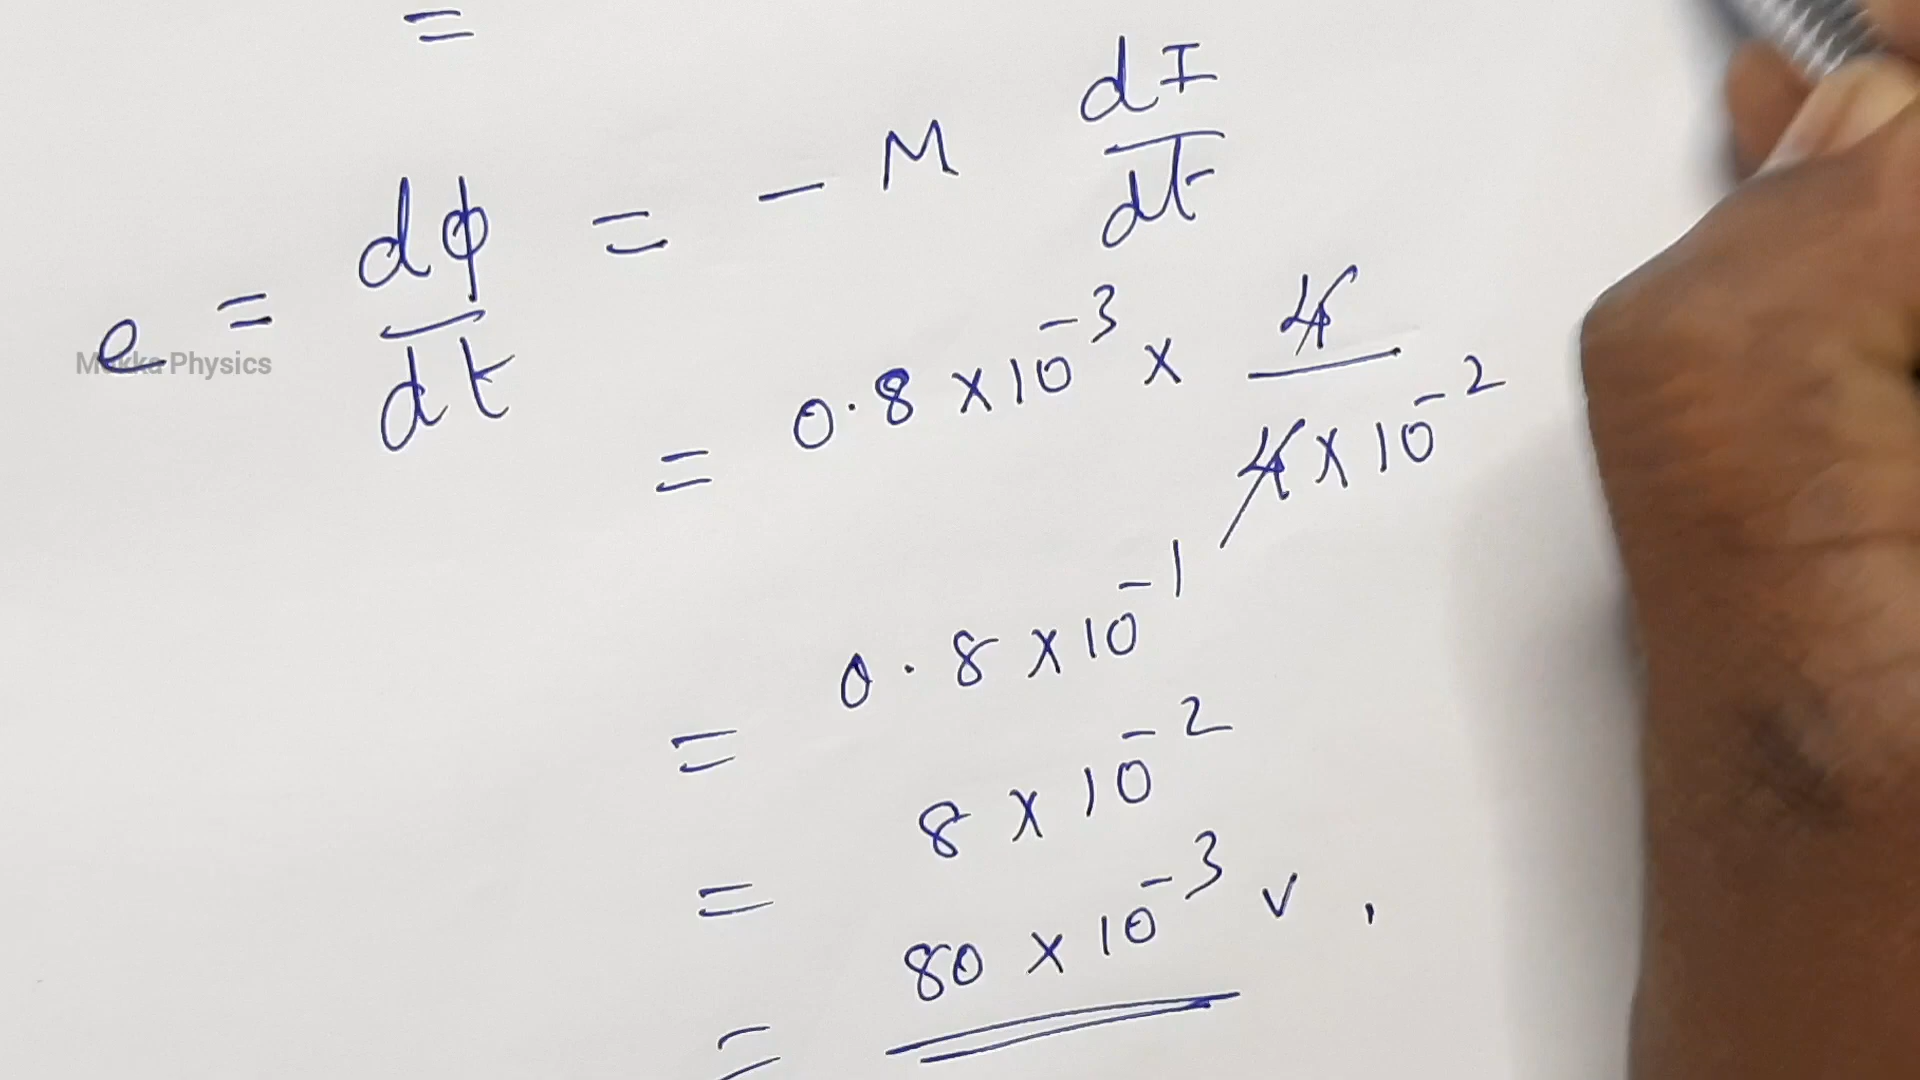 =
e = dϕ/dt = - M dI/dt
= 0.8 × 10^-3 × 4/4 × 10^-2
= 0.8 × 10^-1
= 8 × 10^-2
= 80 × 10^-3 V.
Mekka Physics